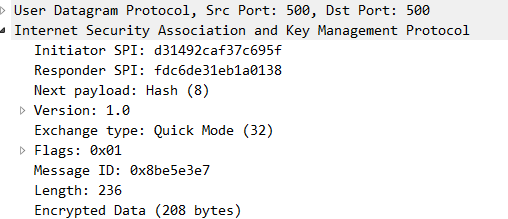 User Datagram Protocol, Src Port: 500, Dst Port: 500
Internet Security Association and Key Management Protocol
Initiator SPI: d31492caf37c695f
Responder SPI: fdc6de31eb1a0138
Next payload: Hash (8)
Version: 1.0
Exchange type: Quick Mode (32)
Flags: 0x01
Message ID: 0x8be5e3e7
Length: 236
Encrypted Data (208 bytes)